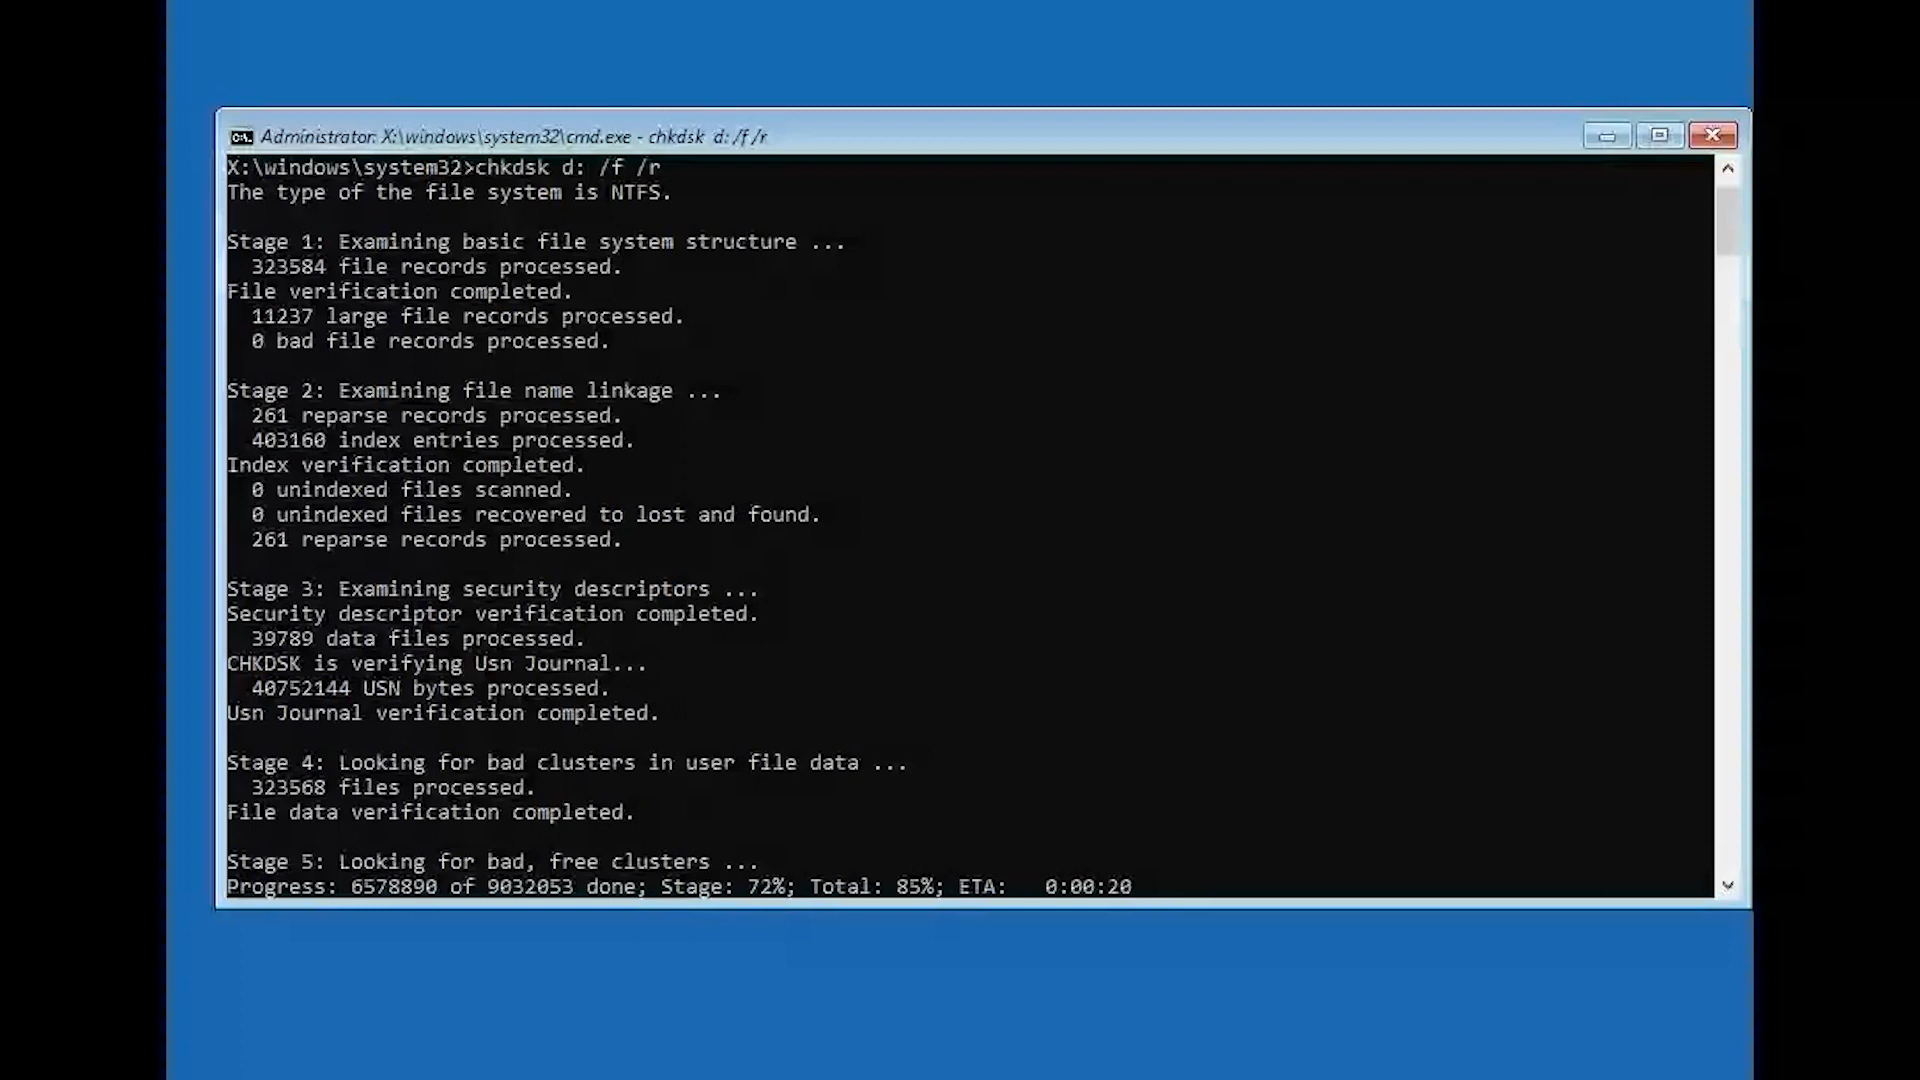 Administrator: X:\windows\system32\cmd.exe - chkdsk d: /f /r
X:\windows\system32>chkdsk d: /f /r
The type of the file system is NTFS.
Stage 1: Examining basic file system structure ...
323584 file records processed.
File verification completed.
11237 large file records processed.
0 bad file records processed.
Stage 2: Examining file name linkage ...
261 reparse records processed.
403160 index entries processed.
Index verification completed.
0 unindexed files scanned.
0 unindexed files recovered to lost and found.
261 reparse records processed.
Stage 3: Examining security descriptors ...
Security descriptor verification completed.
39789 data files processed.
CHKDSK is verifying Usn Journal...
40752144 USN bytes processed.
Usn Journal verification completed.
Stage 4: Looking for bad clusters in user file data ...
323568 files processed.
File data verification completed.
Stage 5: Looking for bad, free clusters ...
Progress: 6578890 of 9032053 done; Stage: 72%; Total: 85%; ETA:   0:00:20